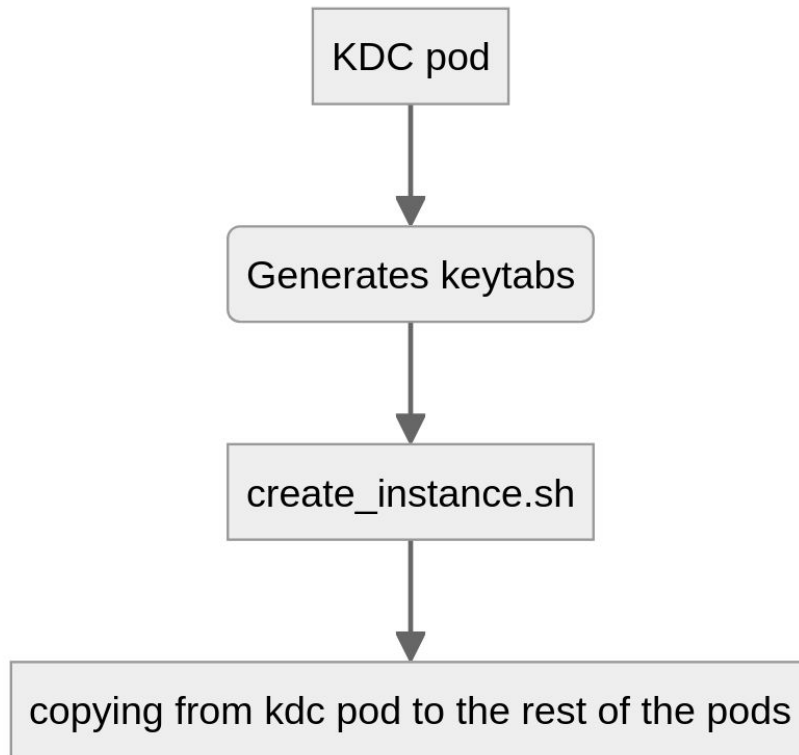 KDC pod
Generates keytabs
create_instance.sh
copying from kdc pod to the rest of the pods